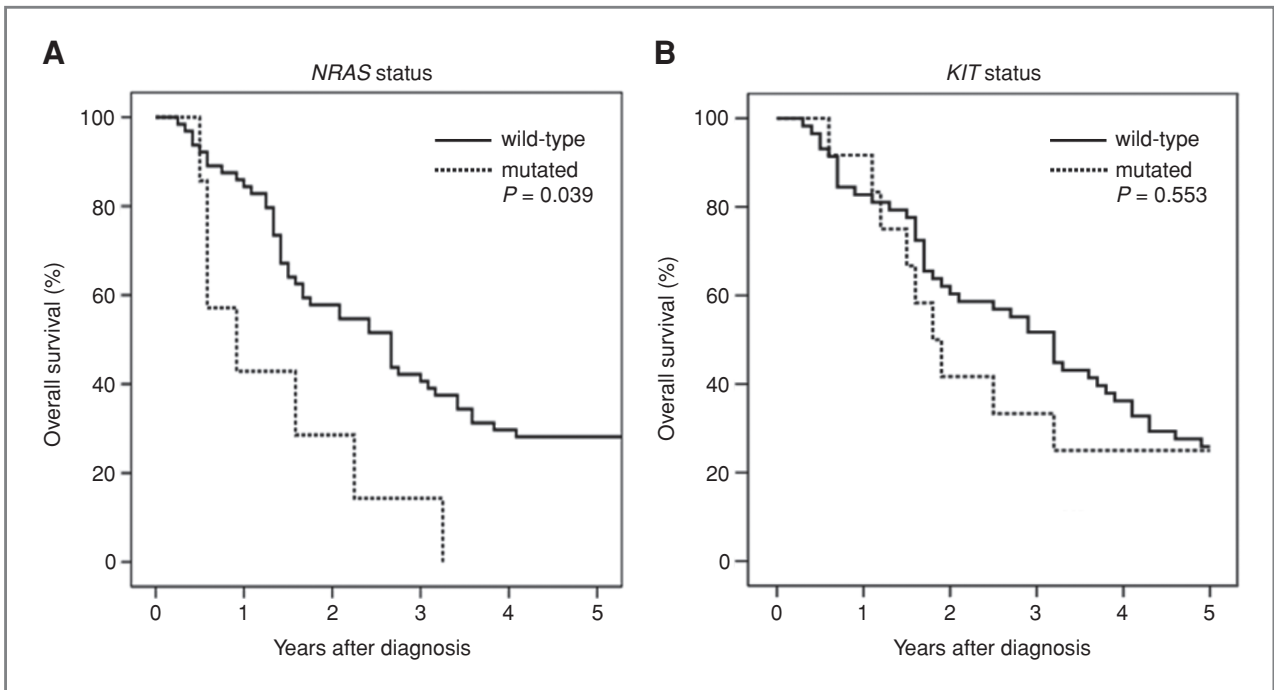 A
NRAS status
100
80
60
40
20
0
Overall survival (%)
wild-type
mutated
P = 0.039
0 1 2 3 4 5
Years after diagnosis
B
KIT status
100
80
60
40
20
0
Overall survival (%)
wild-type
mutated
P = 0.553
0 1 2 3 4 5
Years after diagnosis